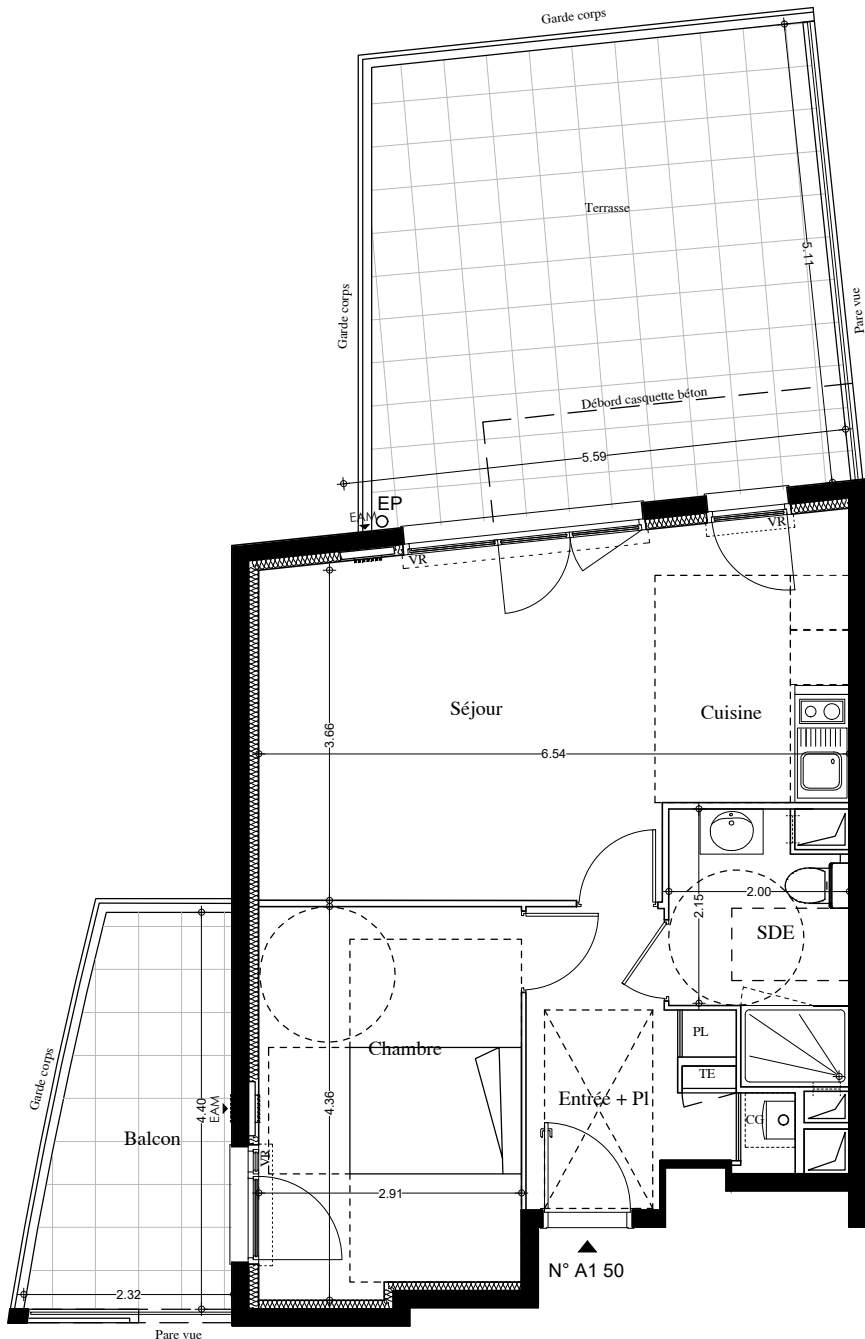 Garde corps
Terrasse
5.11
Garde corps
Pare vue
Débord casquette béton
5.59
EP
EAM
VR
VR
Séjour
Cuisine
3.66
6.54
2.00
2.15
SDE
Chambre
PL
TE
Entrée + Pl
CG
Garde corps
4.40
EAM
4.36
Balcon
VR
2.91
N° A1 50
2.32
Pare vue